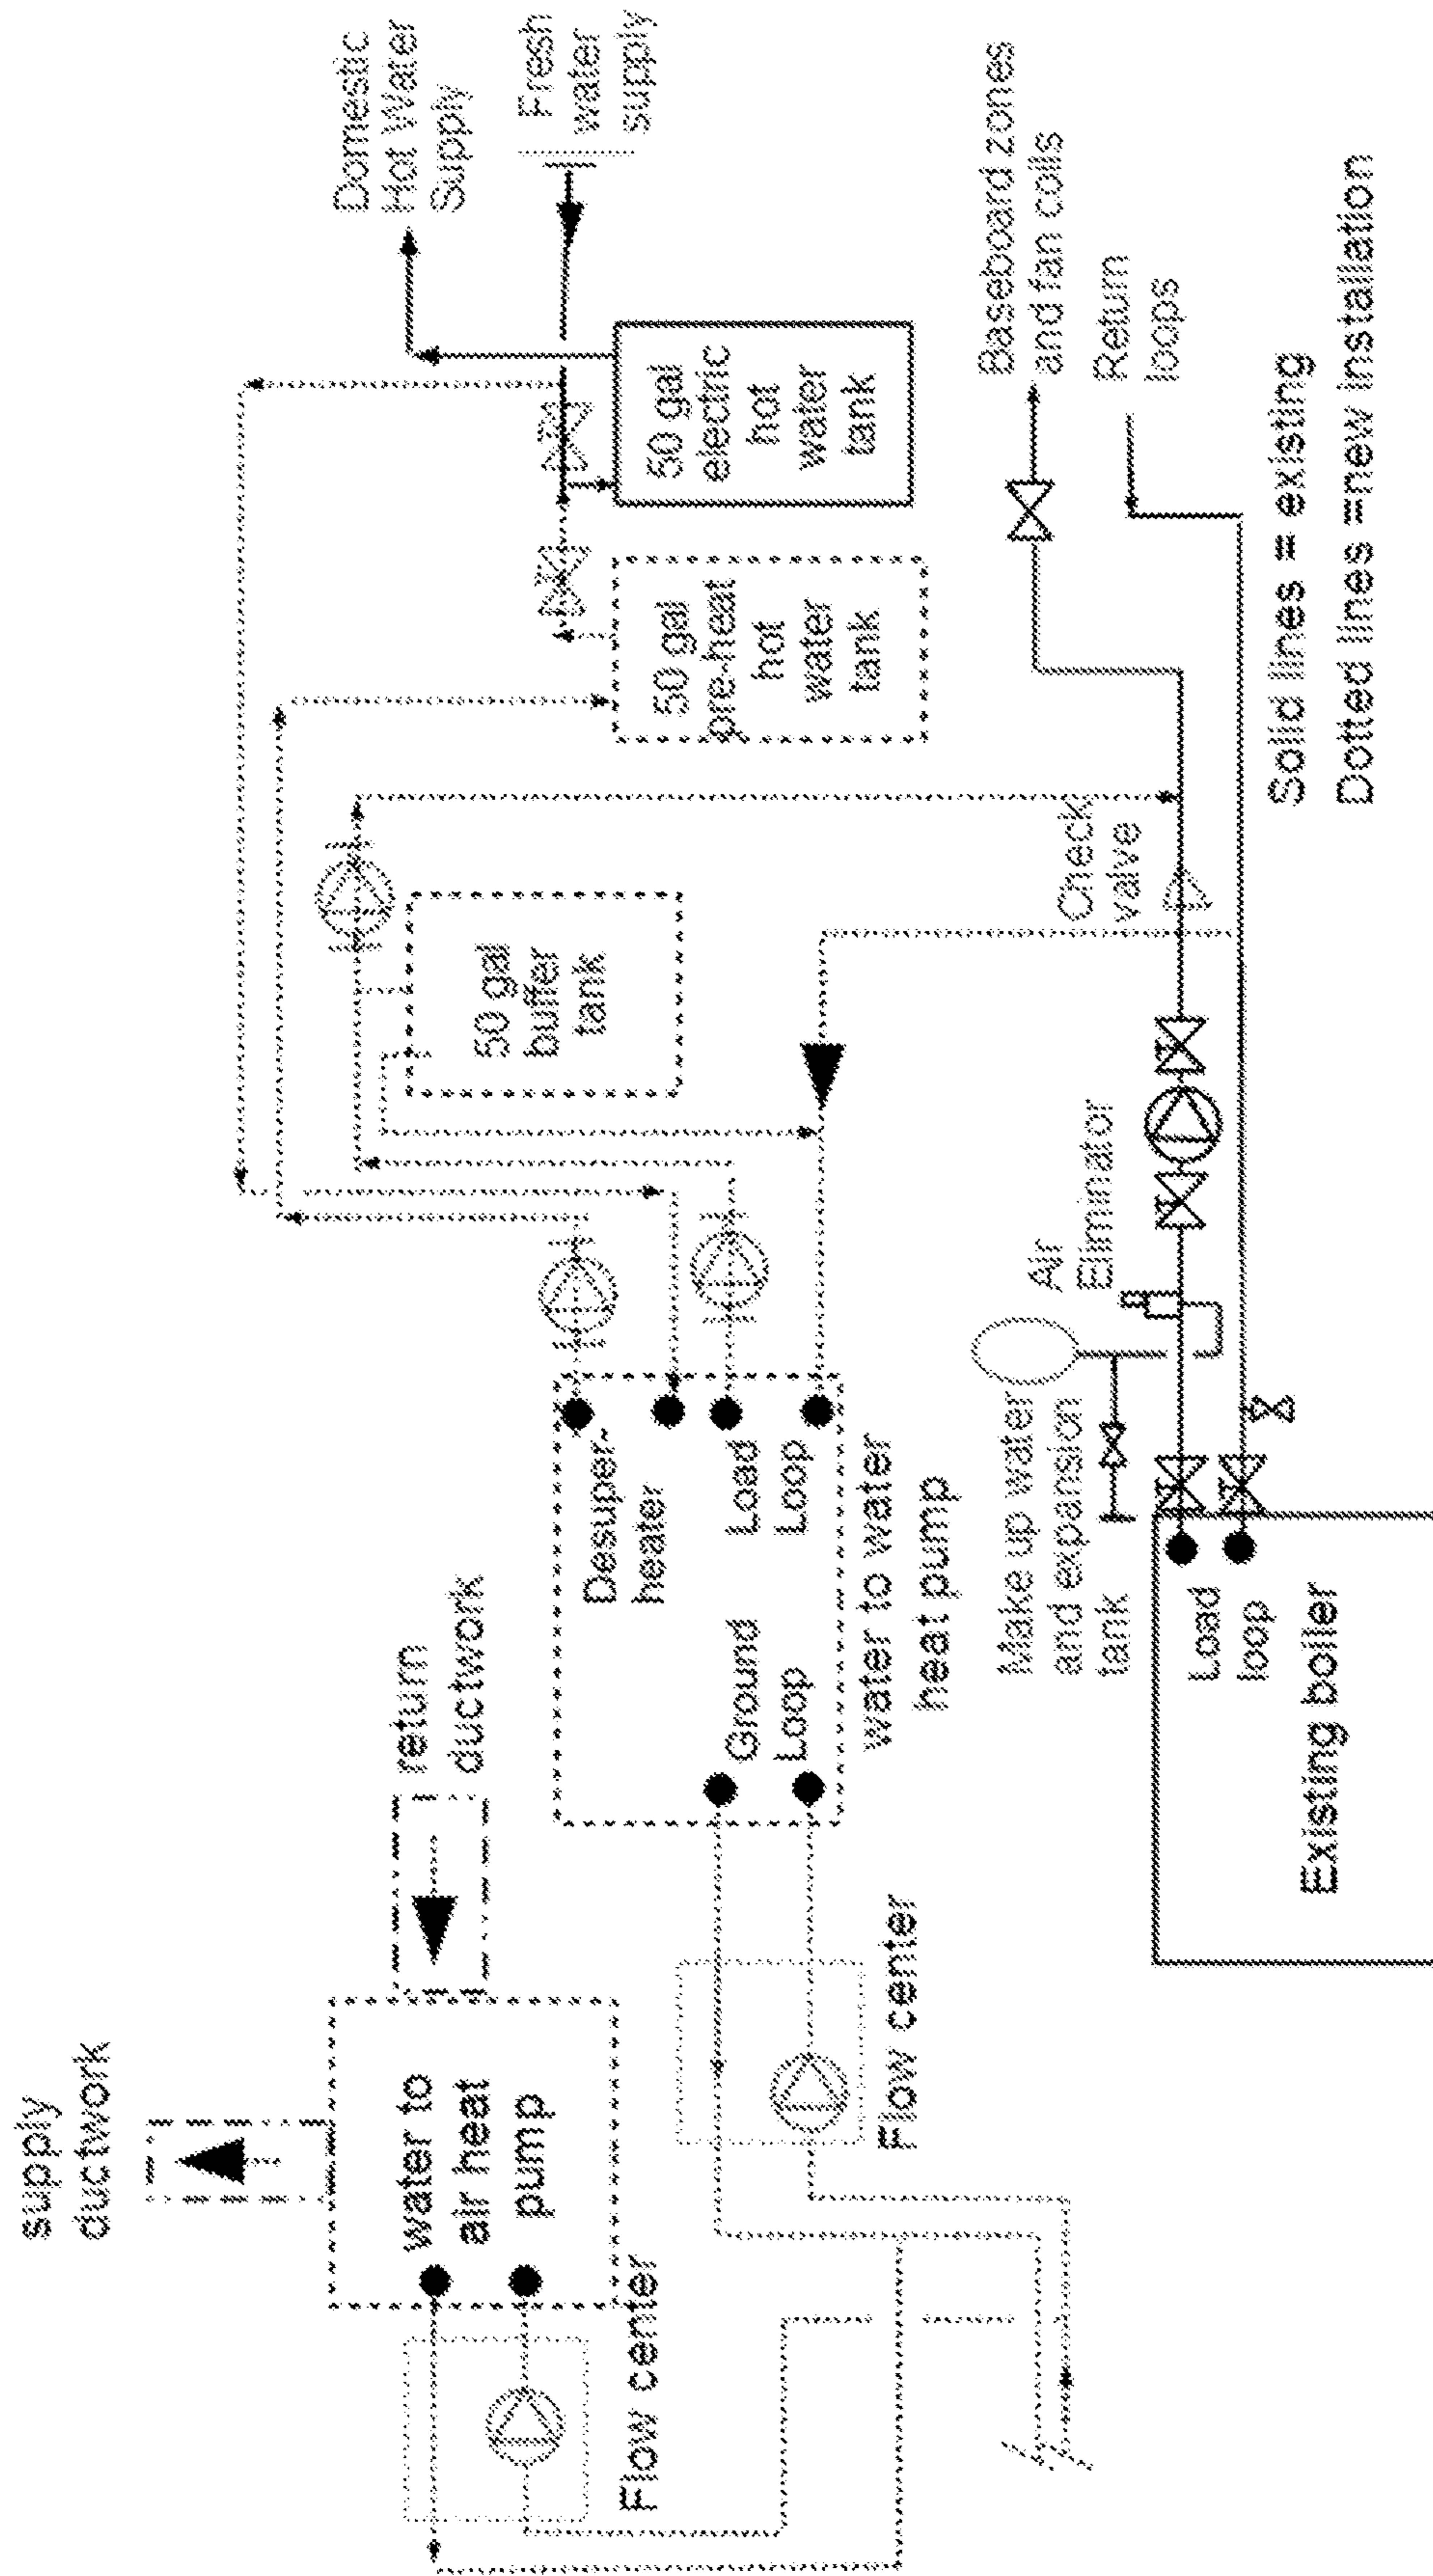 supply
ductwork
return
ductwork
water to
air heat
pump
Flow center
Flow center
Desuper-
heater
Load
Loop
Ground
Loop
water to water
heat pump
50 gal
buffer
tank
50 gal
pre-heat
hot
water
tank
50 gal
electric
hot
water
tank
Domestic
Hot Water
Supply
Fresh
water
supply
Baseboard zones
and fan coils
Return
loops
Check
valve
Air
Eliminator
Make up water
and expansion
tank
Load
loop
Existing boiler
Solid lines = existing
Dotted lines =new installation